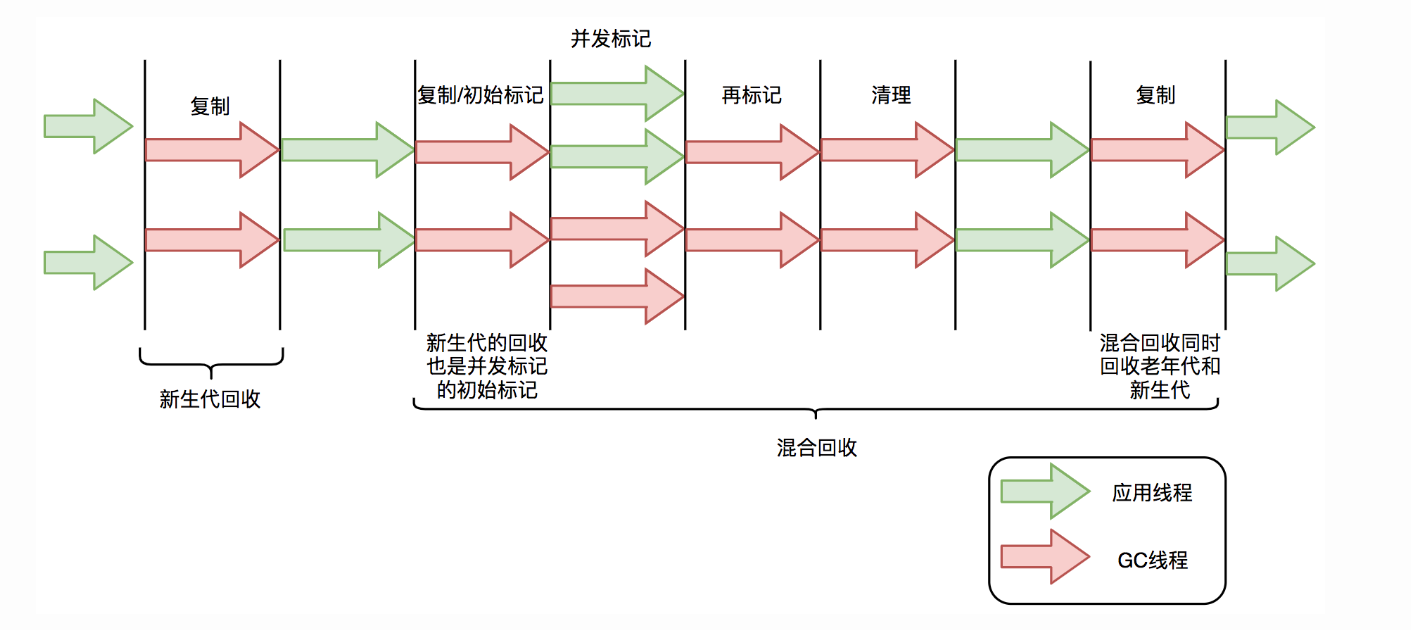 并发标记
复制
复制/初始标记
再标记
清理
复制
新生代的回收
也是并发标记
的初始标记
混合回收同时
回收老年代和
新生代
新生代回收
混合回收
应用线程
GC线程